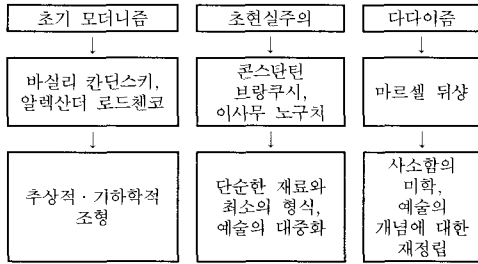 초기 모더니즘
초현실주의
다다이즘
↓
↓
↓
바실리 칸딘스키,
알렉산더 로드첸코
콘스탄틴
브랑쿠시,
이사무 노구치
마르셀 뒤샹
↓
↓
↓
추상적·기하학적
조형
단순한 재료와
최소의 형식,
예술의 대중화
사소함의
미학,
예술의
개념에 대한
재정립